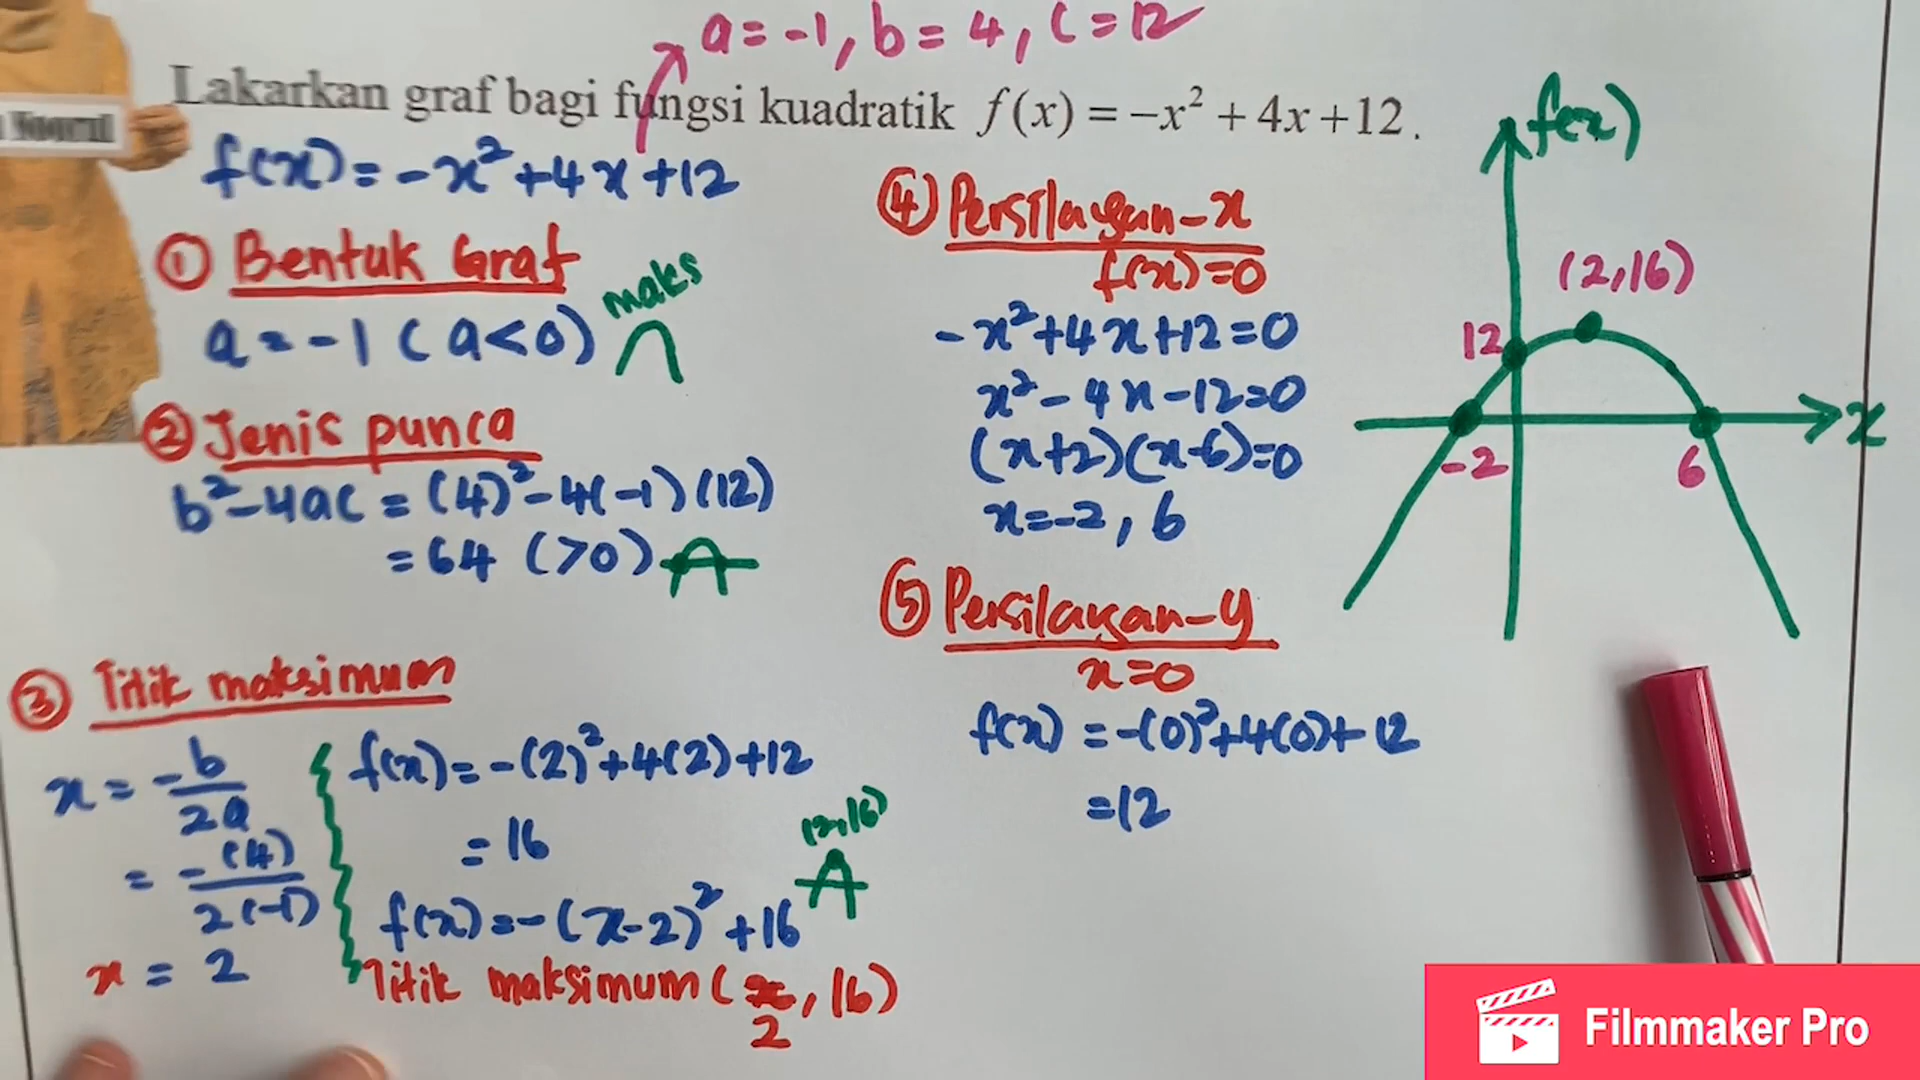 a = -1, b = 4, c = 12
Lakarkan graf bagi fungsi kuadratik f(x) = −x² + 4x + 12.
f(x) = -x² + 4x + 12
① Bentuk Graf
a = -1 (a<0)
maks
② Jenis punca
b² - 4ac = (4)² - 4(-1)(12)
= 64 (>0)
③ Titik maksimum
x = -b/2a
= -(4)/2(-1)
x = 2
f(x) = -(2)² + 4(2) + 12
= 16
(2,16)
f(x) = -(x-2)² + 16
Titik maksimum (2, 16)
④ Persilangan-x
f(x) = 0
-x² + 4x + 12 = 0
x² - 4x - 12 = 0
(x+2)(x-6) = 0
x = -2, 6
⑤ Persilangan-y
x = 0
f(x) = -(0)² + 4(0) + 12
= 12
f(x)
(2,16)
12
x
-2
6
Filmmaker Pro